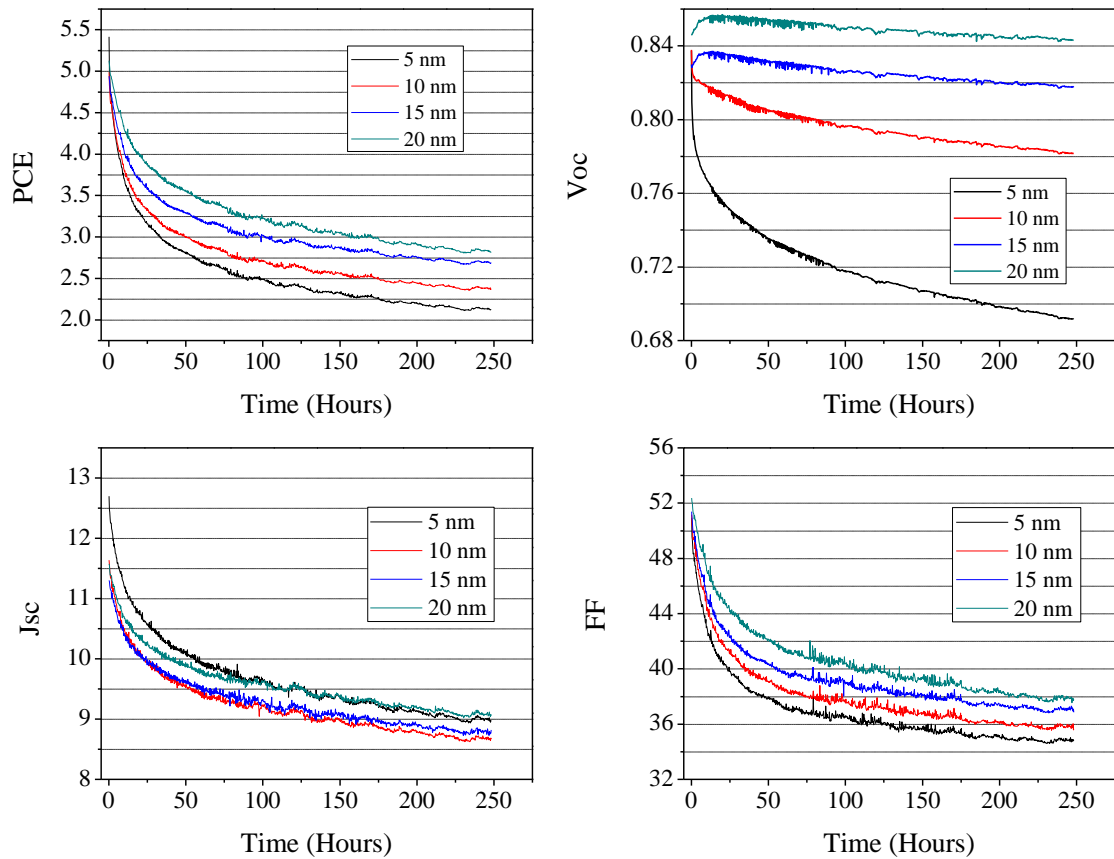 PCE
5.5
5.0
4.5
4.0
3.5
3.0
2.5
2.0
5 nm
10 nm
15 nm
20 nm
0 50 100 150 200 250
Time (Hours)
Voc
0.84
0.80
0.76
0.72
0.68
5 nm
10 nm
15 nm
20 nm
0 50 100 150 200 250
Time (Hours)
Jsc
13
12
11
10
9
8
5 nm
10 nm
15 nm
20 nm
0 50 100 150 200 250
Time (Hours)
FF
56
52
48
44
40
36
32
5 nm
10 nm
15 nm
20 nm
0 50 100 150 200 250
Time (Hours)